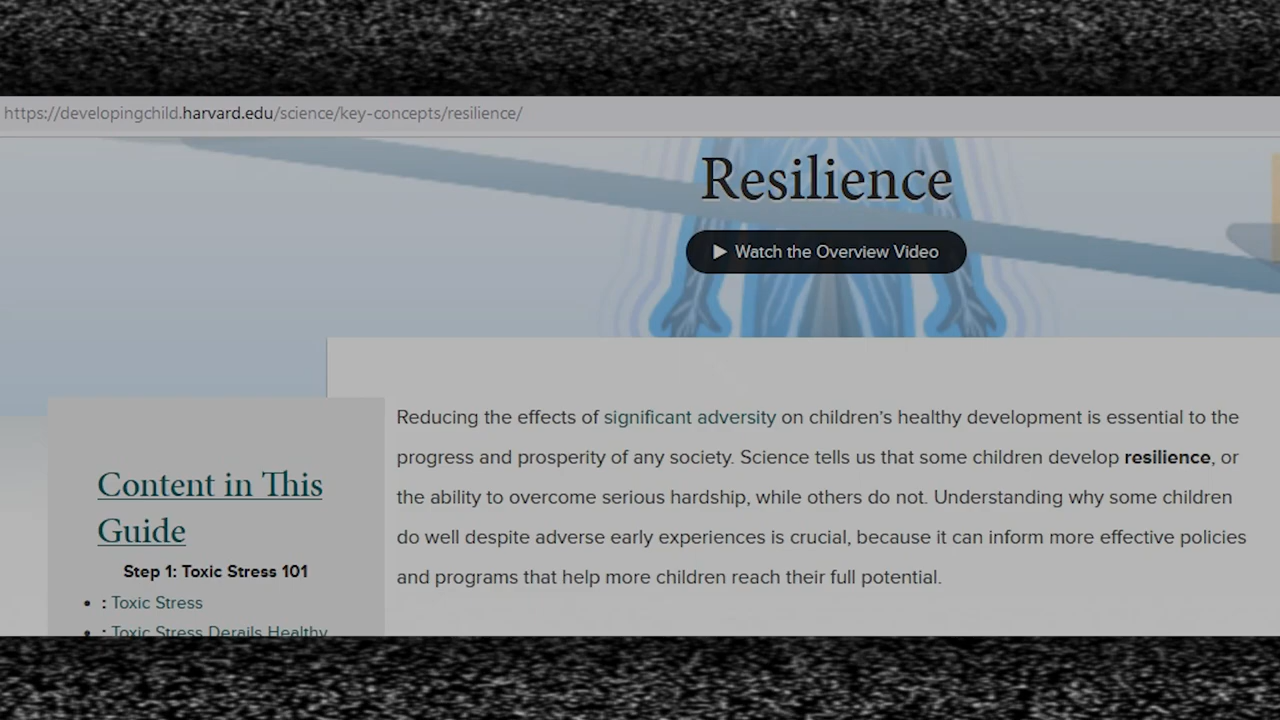 https://developingchild.harvard.edu/science/key-concepts/resilience/
Resilience
▶ Watch the Overview Video
Reducing the effects of significant adversity on children’s healthy development is essential to the
progress and prosperity of any society. Science tells us that some children develop resilience, or
the ability to overcome serious hardship, while others do not. Understanding why some children
do well despite adverse early experiences is crucial, because it can inform more effective policies
and programs that help more children reach their full potential.
Content in This
Guide
Step 1: Toxic Stress 101
• : Toxic Stress
• : Toxic Stress Derails Healthy